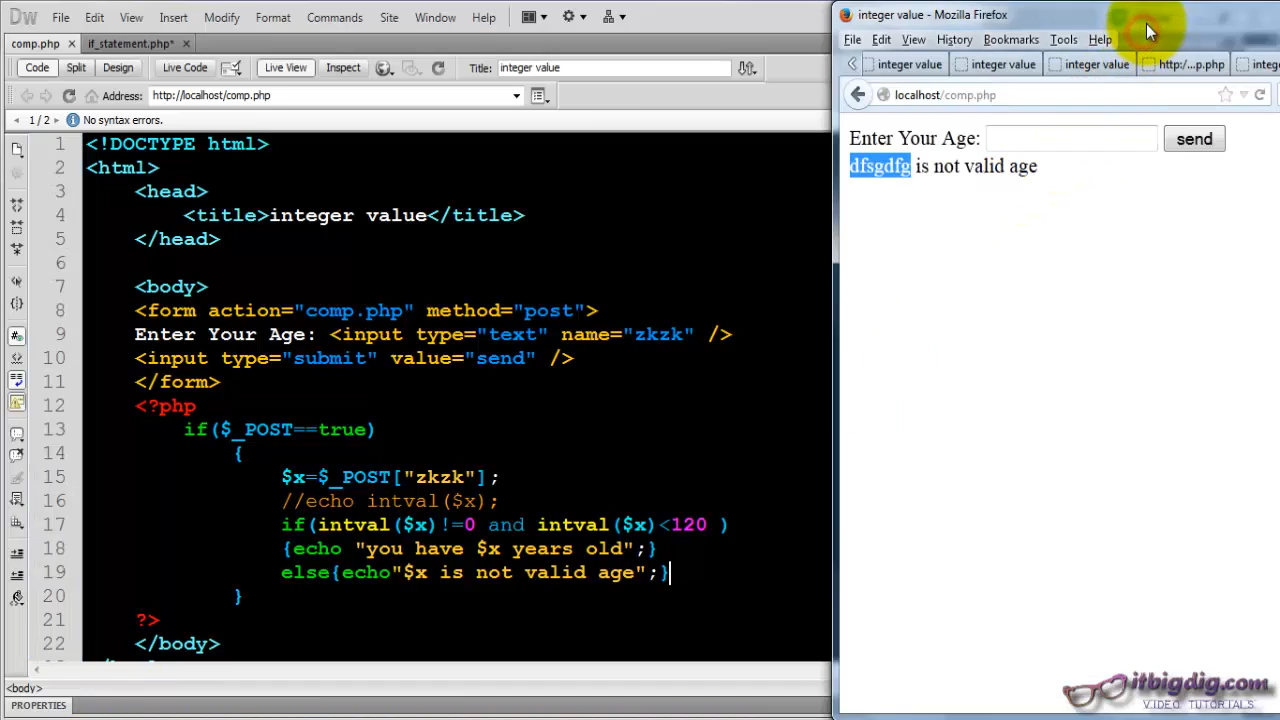 Dw File Edit View Insert Modify Format Commands Site Window Help
comp.php × if_statement.php* ×
Code Split Design Live Code Live View Inspect Title: integer value
Address: http://localhost/comp.php
1 / 2 No syntax errors.
1 <!DOCTYPE html>
2 <html>
3 <head>
4 <title>integer value</title>
5 </head>
6
7 <body>
8 <form action="comp.php" method="post">
9 Enter Your Age: <input type="text" name="zkzk" />
10 <input type="submit" value="send" />
11 </form>
12 <?php
13 if($_POST==true)
14 {
15 $x=$_POST["zkzk"];
16 //echo intval($x);
17 if(intval($x)!=0 and intval($x)<120 )
18 {echo "you have $x years old";}
19 else{echo"$x is not valid age";}
20 }
21 ?>
22 </body>
<body>
PROPERTIES
integer value - Mozilla Firefox
File Edit View History Bookmarks Tools Help
integer value integer value integer value http:/...p.php integ
localhost/comp.php
Enter Your Age: send
dfsgdfg is not valid age
itbigdig.com
VIDEO TUTORIALS